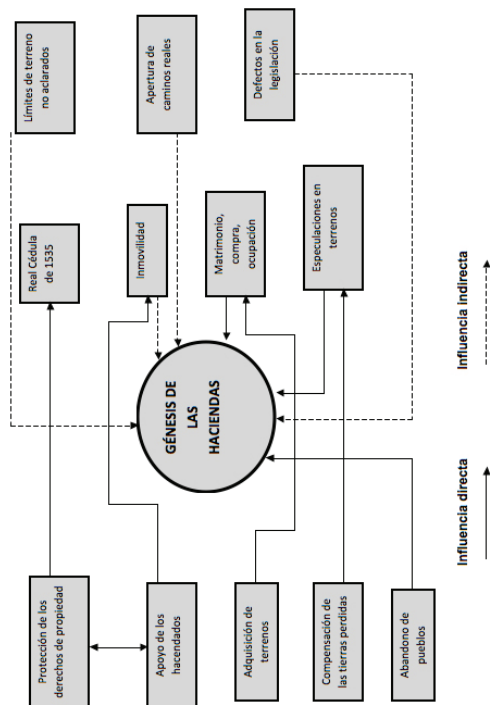 Abandono de
pueblos
Compensación de
las tierras perdidas
Adquisición de
terrenos
Apoyo de los
hacendados
Protección de los
derechos de propiedad
GÉNESIS DE
LAS
HACIENDAS
Especulaciones en
terrenos
Matrimonio,
compra,
ocupación
Inmovilidad
Real Cédula
de 1535
Defectos en la
legislación
Apertura de
caminos reales
Límites de terreno
no aclarados
Influencia directa
Influencia indirecta